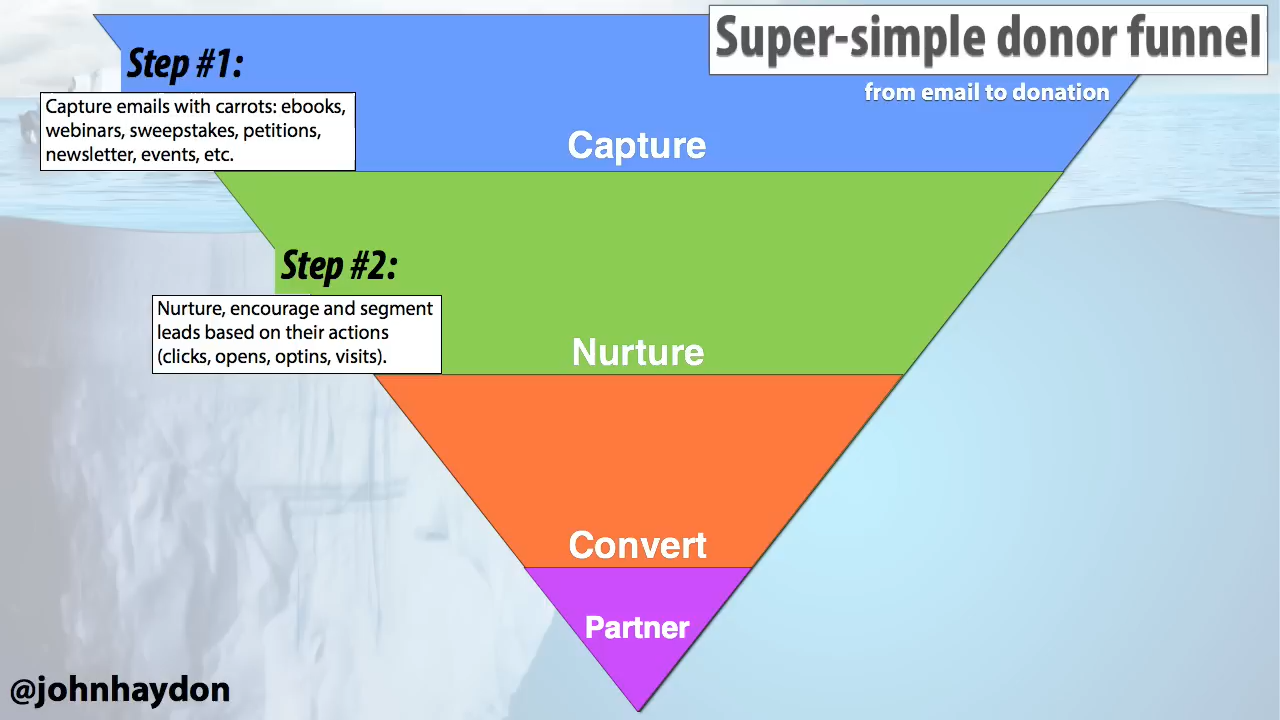 Super-simple donor funnel
from email to donation
Step #1:
Capture emails with carrots: ebooks,
webinars, sweepstakes, petitions,
newsletter, events, etc.
Capture
Step #2:
Nurture, encourage and segment
leads based on their actions
(clicks, opens, optins, visits).
Nurture
Convert
Partner
@johnhaydon